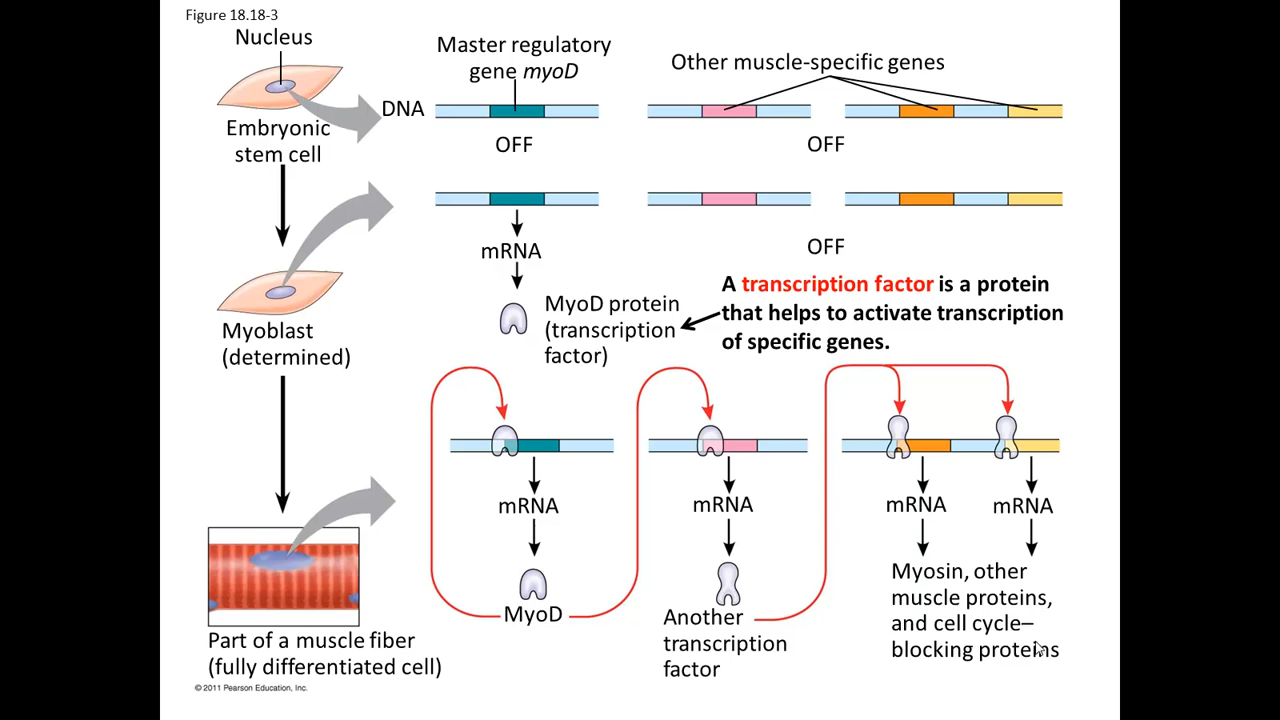 Figure 18.18-3
Nucleus
Master regulatory
gene myoD
Other muscle-specific genes
DNA
Embryonic
stem cell
OFF
OFF
mRNA
OFF
A transcription factor is a protein
that helps to activate transcription
of specific genes.
MyoD protein
(transcription
factor)
Myoblast
(determined)
mRNA
mRNA
mRNA
mRNA
MyoD
Another
transcription
factor
Myosin, other
muscle proteins,
and cell cycle–
blocking proteins
Part of a muscle fiber
(fully differentiated cell)
© 2011 Pearson Education, Inc.